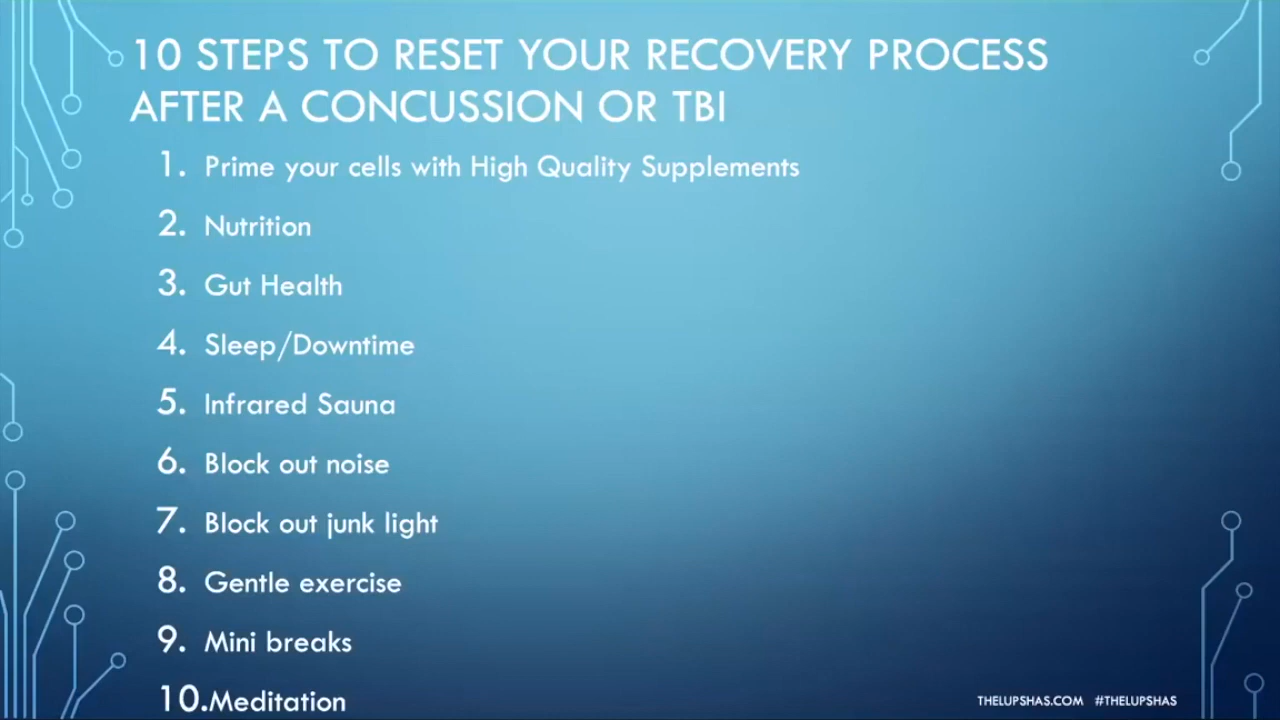 10 STEPS TO RESET YOUR RECOVERY PROCESS
AFTER A CONCUSSION OR TBI
1. Prime your cells with High Quality Supplements
2. Nutrition
3. Gut Health
4. Sleep/Downtime
5. Infrared Sauna
6. Block out noise
7. Block out junk light
8. Gentle exercise
9. Mini breaks
10. Meditation
THELUPSHAS.COM #THELUPSHAS